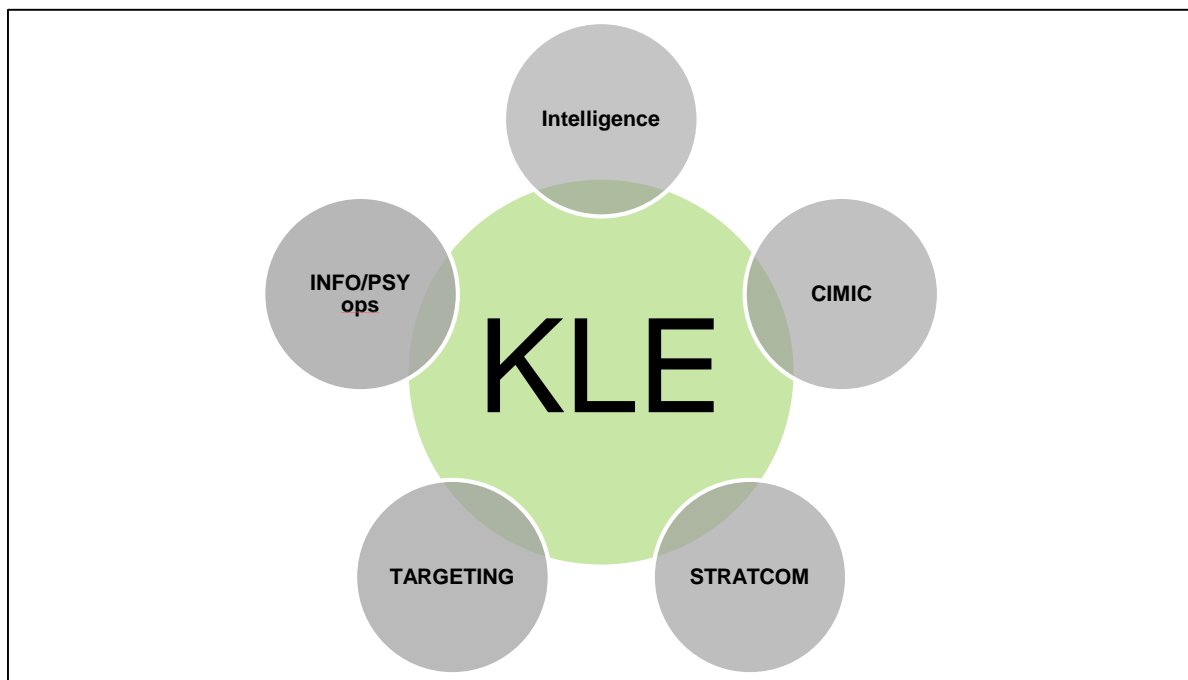 Intelligence
INFO/PSY
ops
CIMIC
KLE
TARGETING
STRATCOM